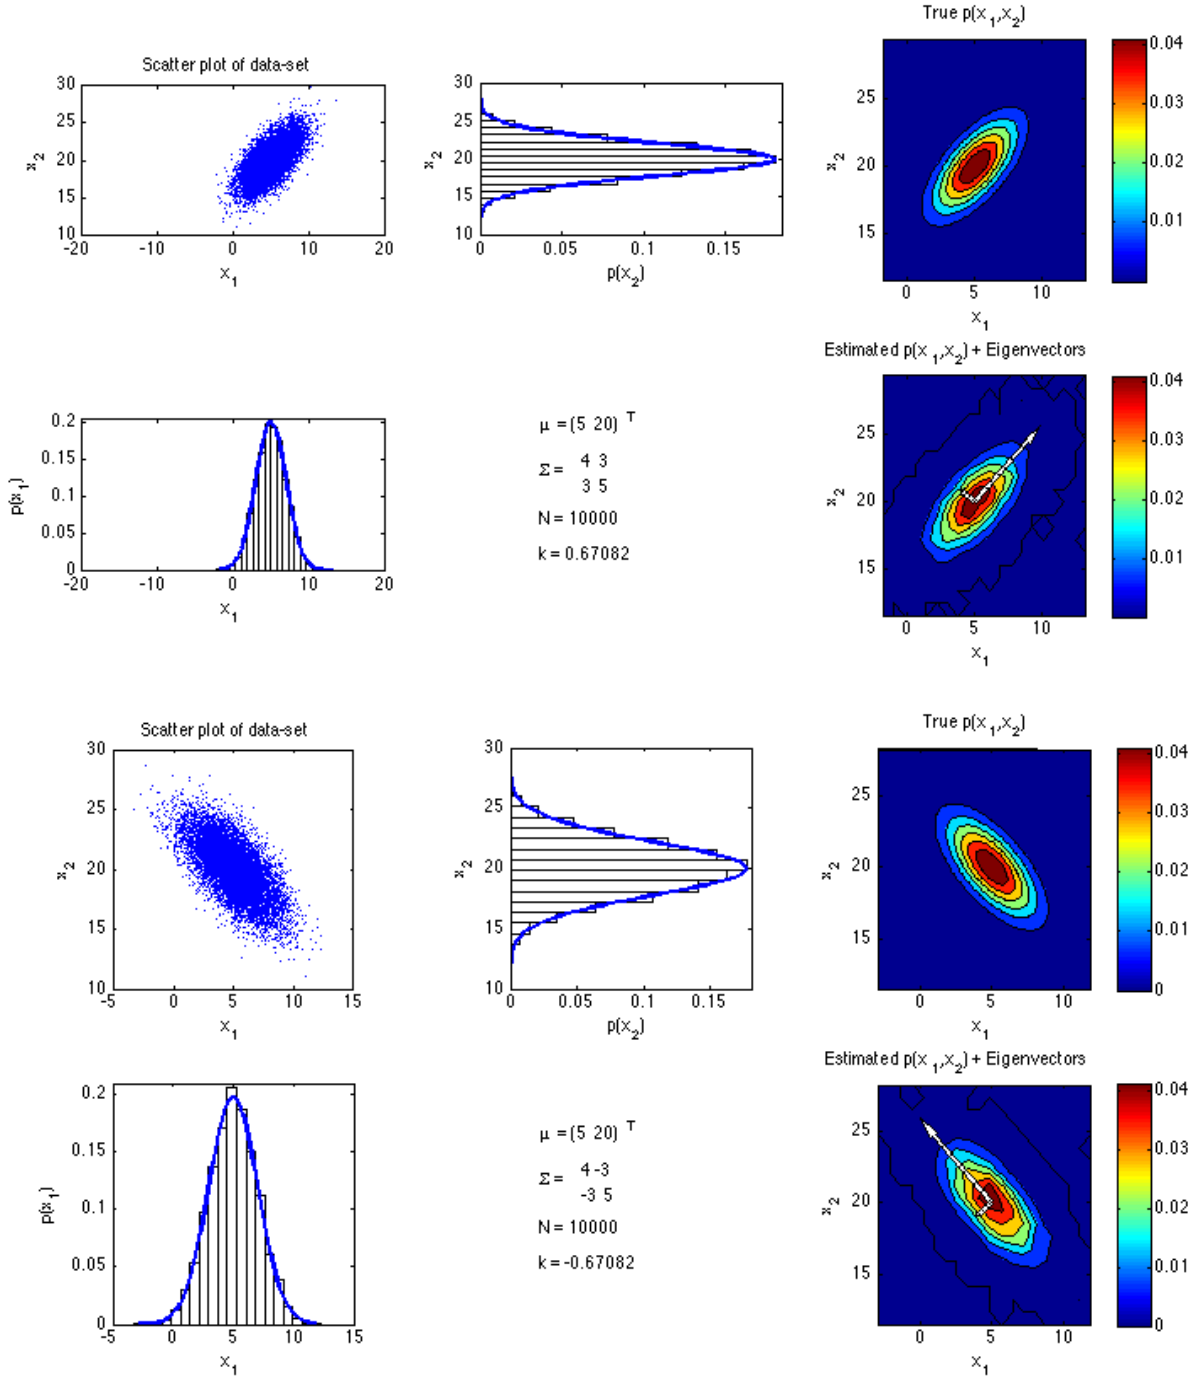 True p(x1,x2)
Scatter plot of data-set
30
25
20
15
10
-20 -10 0 10 20
x2
x1
30
25
20
15
10
0 0.05 0.1 0.15
x2
p(x2)
25
20
15
0 5 10
x2
x1
0.04
0.03
0.02
0.01
Estimated p(x1,x2) + Eigenvectors
0.2
0.15
0.1
0.05
0
-20 -10 0 10 20
p(x1)
x1
μ = (5 20) T
Σ = 4 3
3 5
N = 10000
k = 0.67082
25
20
15
0 5 10
x2
x1
0.04
0.03
0.02
0.01
Scatter plot of data-set
30
25
20
15
10
-5 0 5 10 15
x2
x1
30
25
20
15
10
0 0.05 0.1 0.15
x2
p(x2)
True p(x1,x2)
25
20
15
0 5 10
x2
x1
0.04
0.03
0.02
0.01
0
0.2
0.15
0.1
0.05
0
-5 0 5 10 15
p(x1)
x1
μ = (5 20) T
Σ = 4 -3
-3 5
N = 10000
k = -0.67082
Estimated p(x1,x2) + Eigenvectors
25
20
15
0 5 10
x2
x1
0.04
0.03
0.02
0.01
0